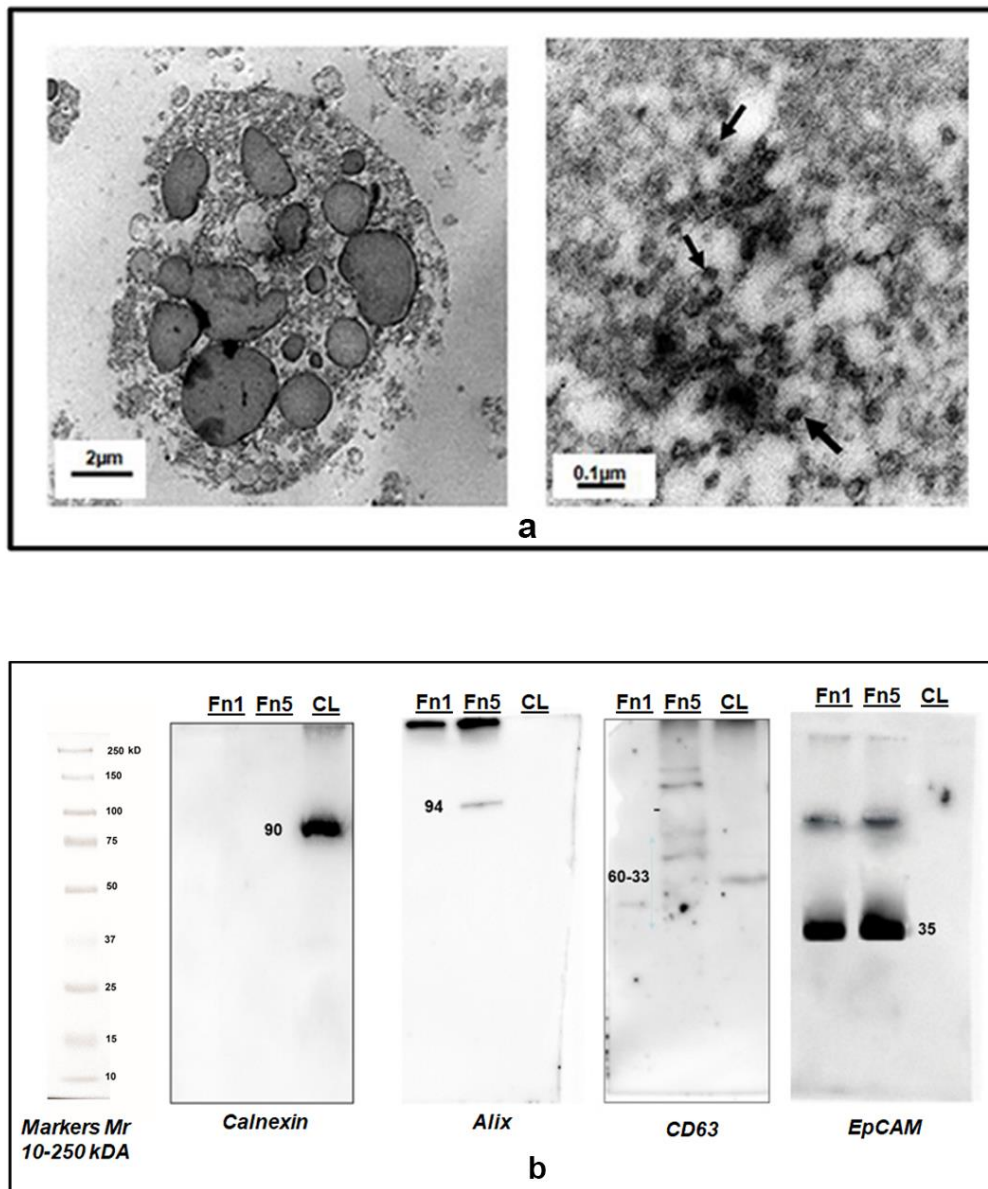 2µm
0.1µm
a
Fn1 Fn5 CL
Fn1 Fn5 CL
Fn1 Fn5 CL
Fn1 Fn5 CL
250 kD
150
100
75
50
37
25
15
10
90
94
60-33
35
Markers Mr
10-250 kDA
Calnexin
Alix
CD63
EpCAM
b